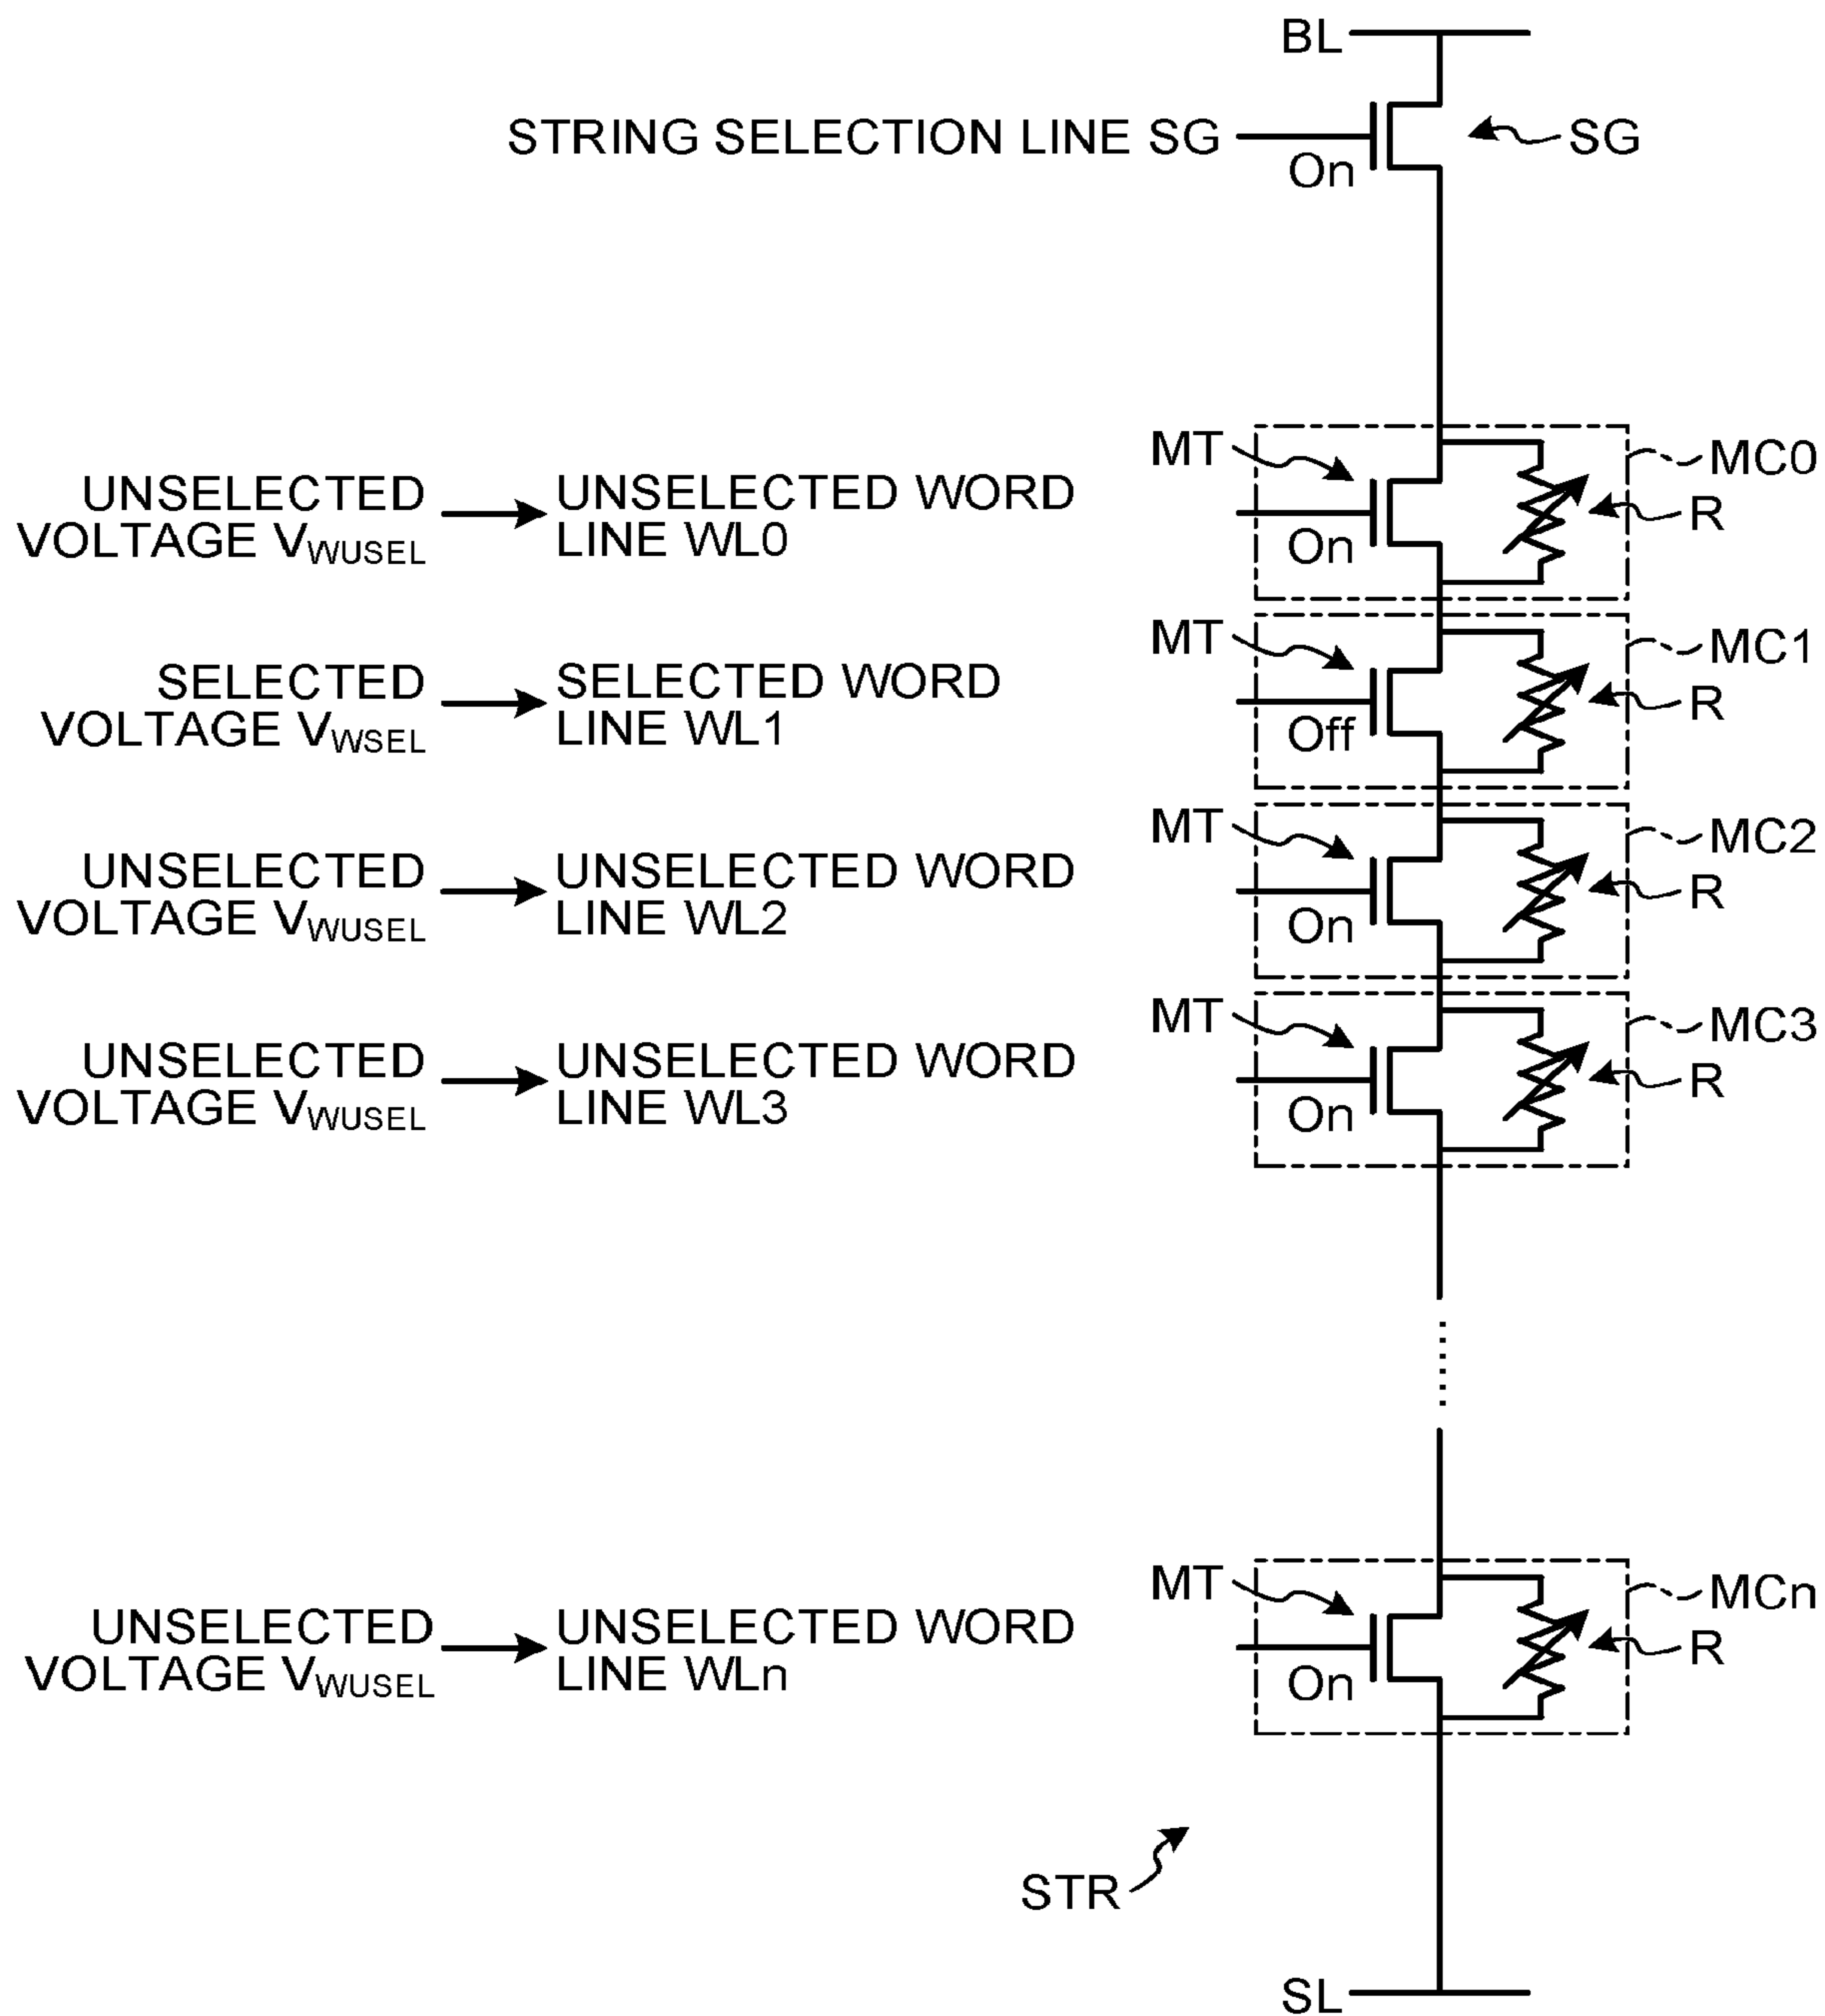 BL
STRING SELECTION LINE SG
On
SG
UNSELECTED
VOLTAGE VWUSEL
UNSELECTED WORD
LINE WL0
MT
On
MC0
R
SELECTED
VOLTAGE VWSEL
SELECTED WORD
LINE WL1
MT
Off
MC1
R
UNSELECTED
VOLTAGE VWUSEL
UNSELECTED WORD
LINE WL2
MT
On
MC2
R
UNSELECTED
VOLTAGE VWUSEL
UNSELECTED WORD
LINE WL3
MT
On
MC3
R
UNSELECTED
VOLTAGE VWUSEL
UNSELECTED WORD
LINE WLn
MT
On
MCn
R
STR
SL